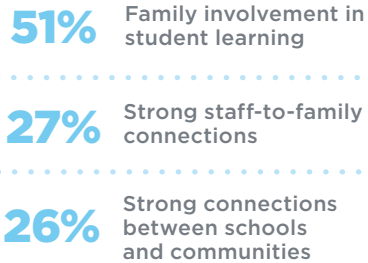 51%
Family involvement in
student learning
27%
Strong staff-to-family
connections
26%
Strong connections
between schools
and communities